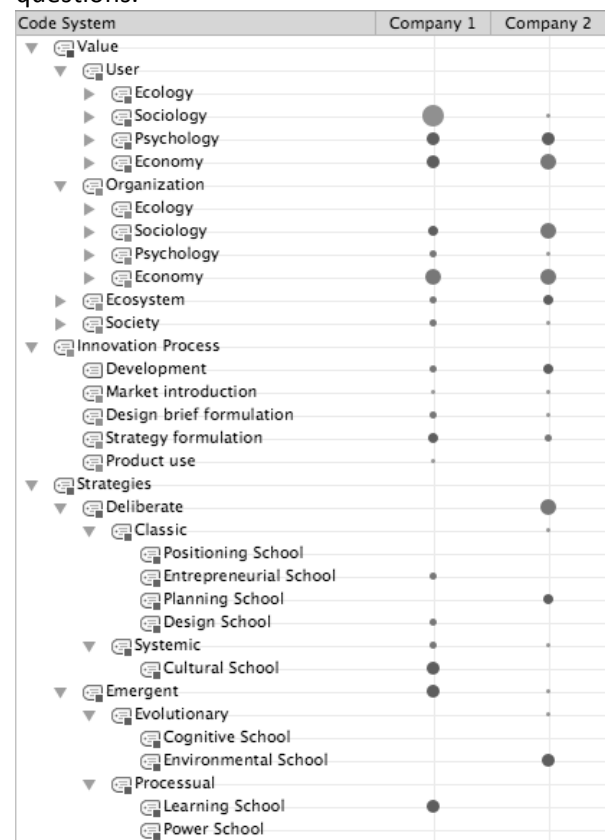 questions.
Code System Company 1 Company 2
Value
User
Ecology
Sociology
Psychology
Economy
Organization
Ecology
Sociology
Psychology
Economy
Ecosystem
Society
Innovation Process
Development
Market introduction
Design brief formulation
Strategy formulation
Product use
Strategies
Deliberate
Classic
Positioning School
Entrepreneurial School
Planning School
Design School
Systemic
Cultural School
Emergent
Evolutionary
Cognitive School
Environmental School
Processual
Learning School
Power School